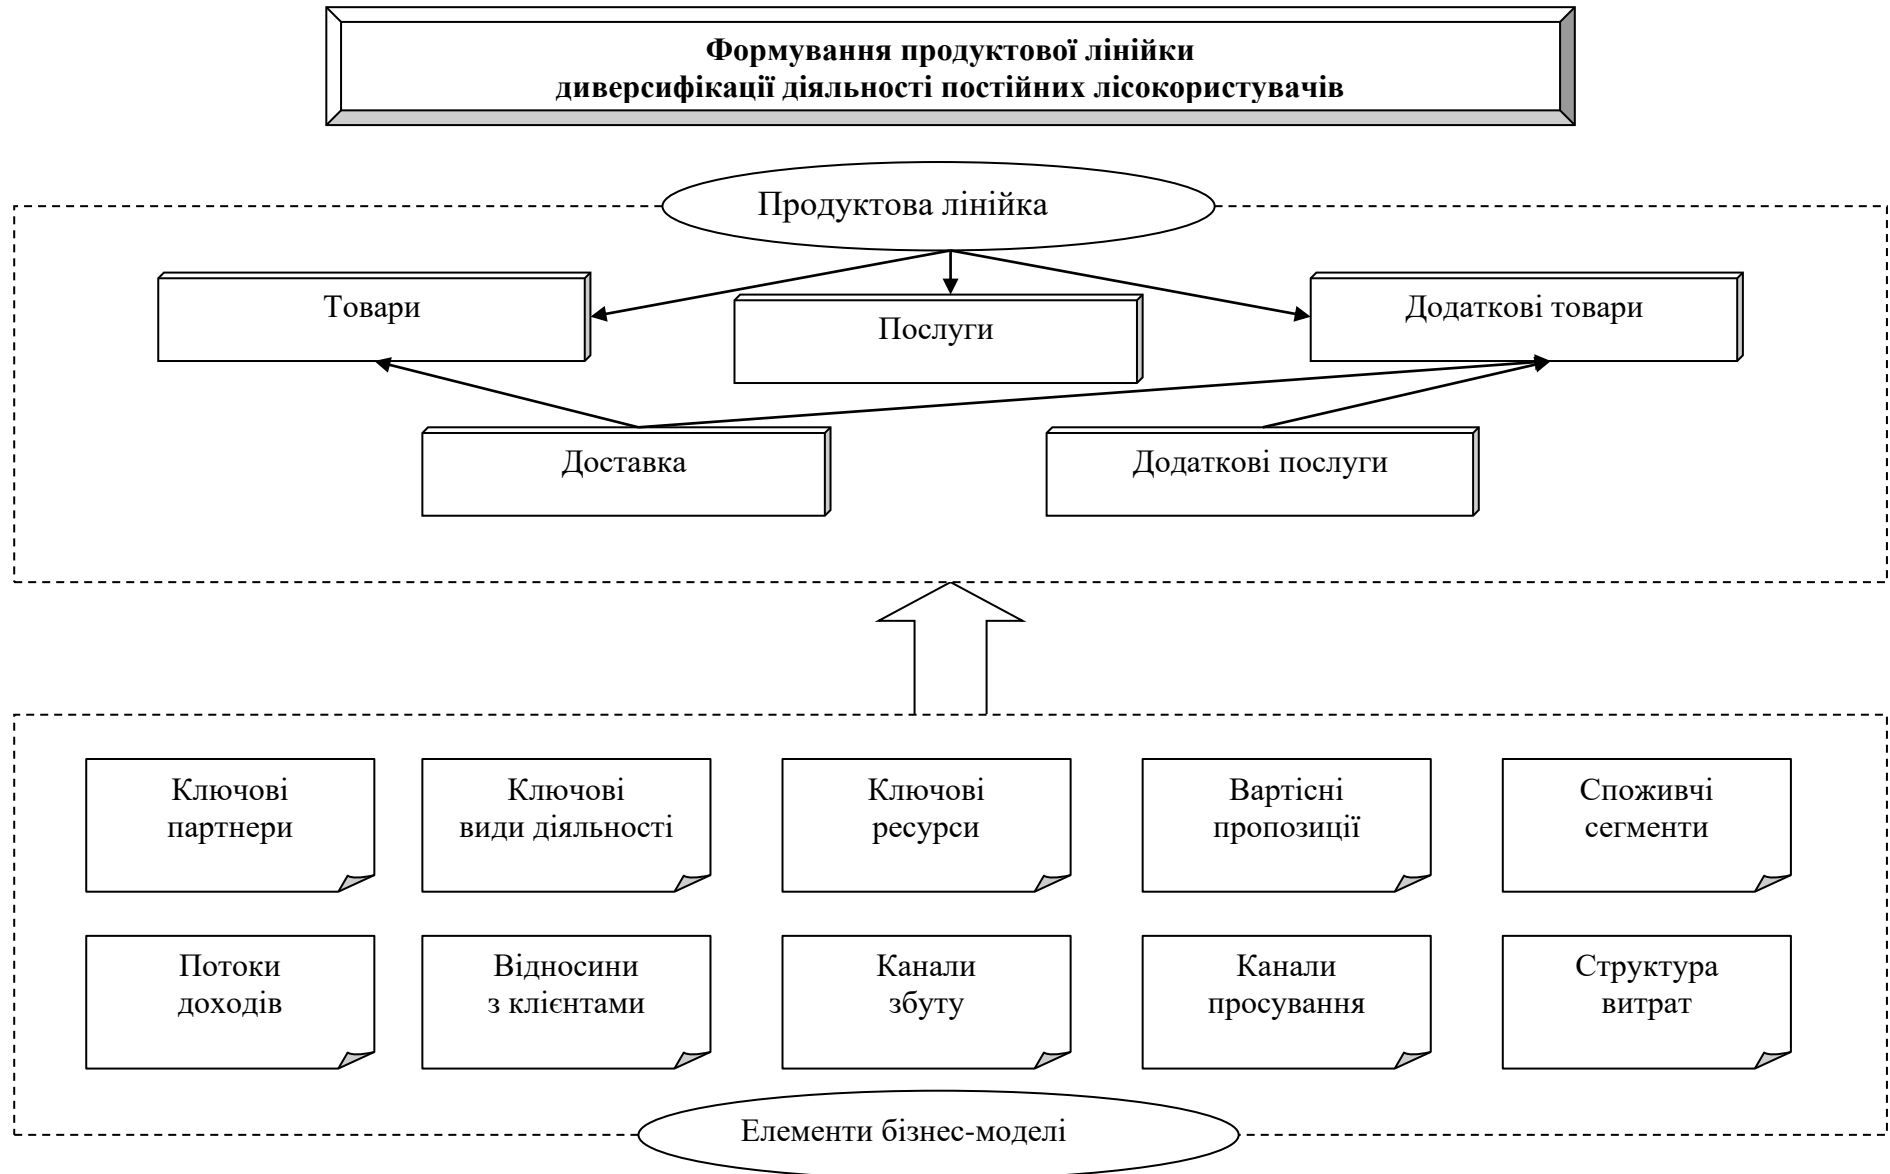 Формування продуктової лінійки
диверсифікації діяльності постійних лісокористувачів
Продуктова лінійка
Товари
Послуги
Додаткові товари
Доставка
Додаткові послуги
Ключові
партнери
Ключові
види діяльності
Ключові
ресурси
Вартісні
пропозиції
Споживчі
сегменти
Потоки
доходів
Відносини
з клієнтами
Канали
збуту
Канали
просування
Структура
витрат
Елементи бізнес-моделі